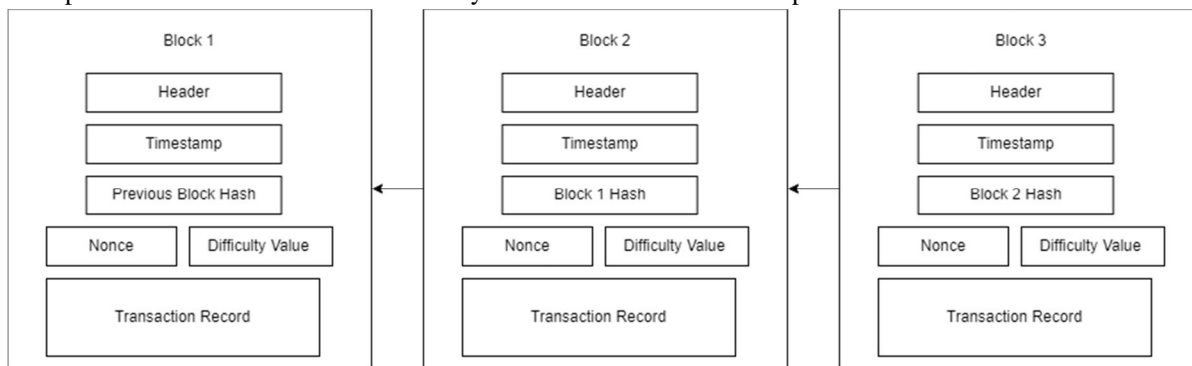 Block 1
Header
Timestamp
Previous Block Hash
Nonce
Difficulty Value
Transaction Record
Block 2
Header
Timestamp
Block 1 Hash
Nonce
Difficulty Value
Transaction Record
Block 3
Header
Timestamp
Block 2 Hash
Nonce
Difficulty Value
Transaction Record